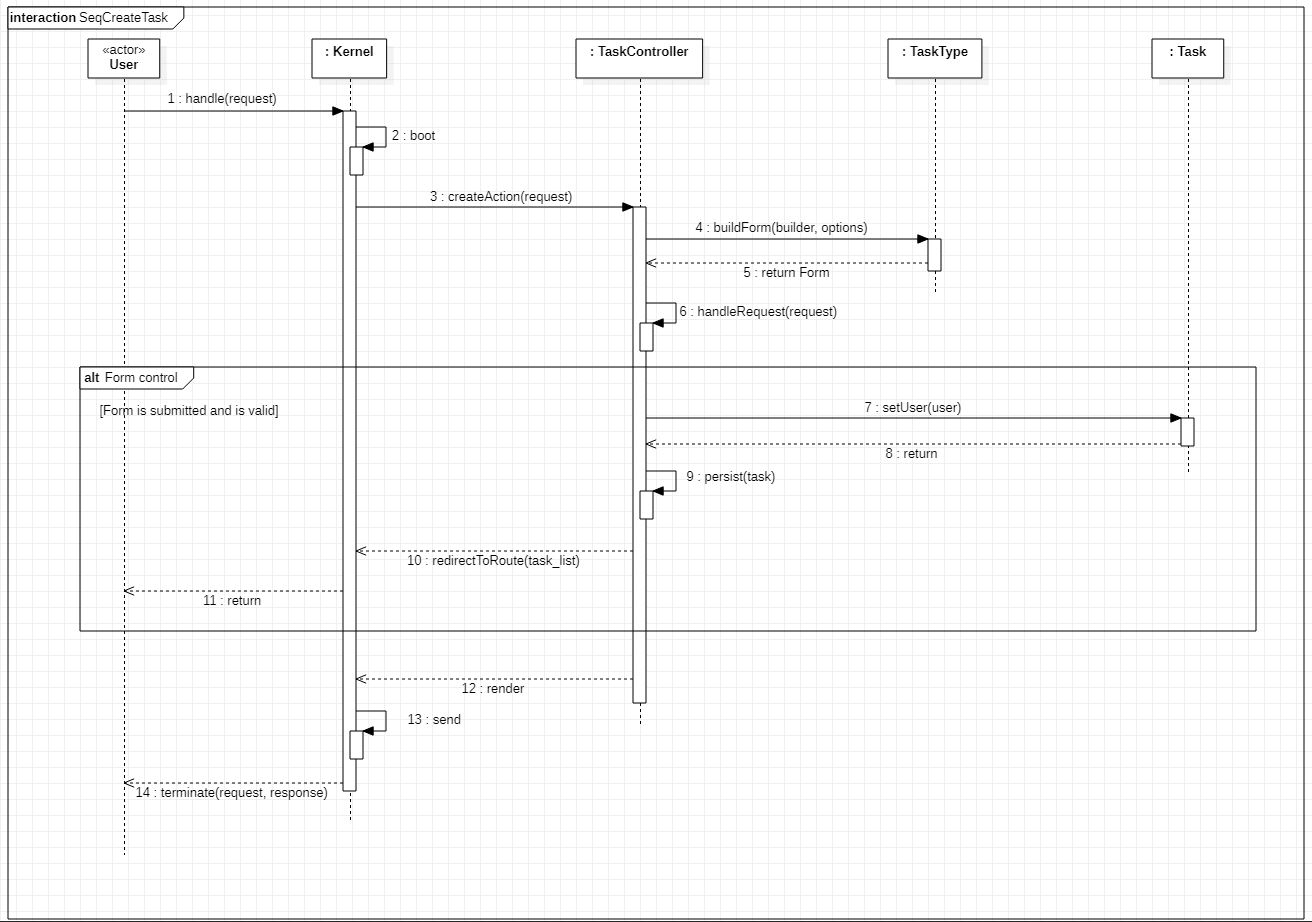 interaction SeqCreateTask
«actor»
User
: Kernel
: TaskController
: TaskType
: Task
1 : handle(request)
2 : boot
3 : createAction(request)
4 : buildForm(builder, options)
5 : return Form
6 : handleRequest(request)
alt Form control
[Form is submitted and is valid]
7 : setUser(user)
8 : return
9 : persist(task)
10 : redirectToRoute(task_list)
11 : return
12 : render
13 : send
14 : terminate(request, response)